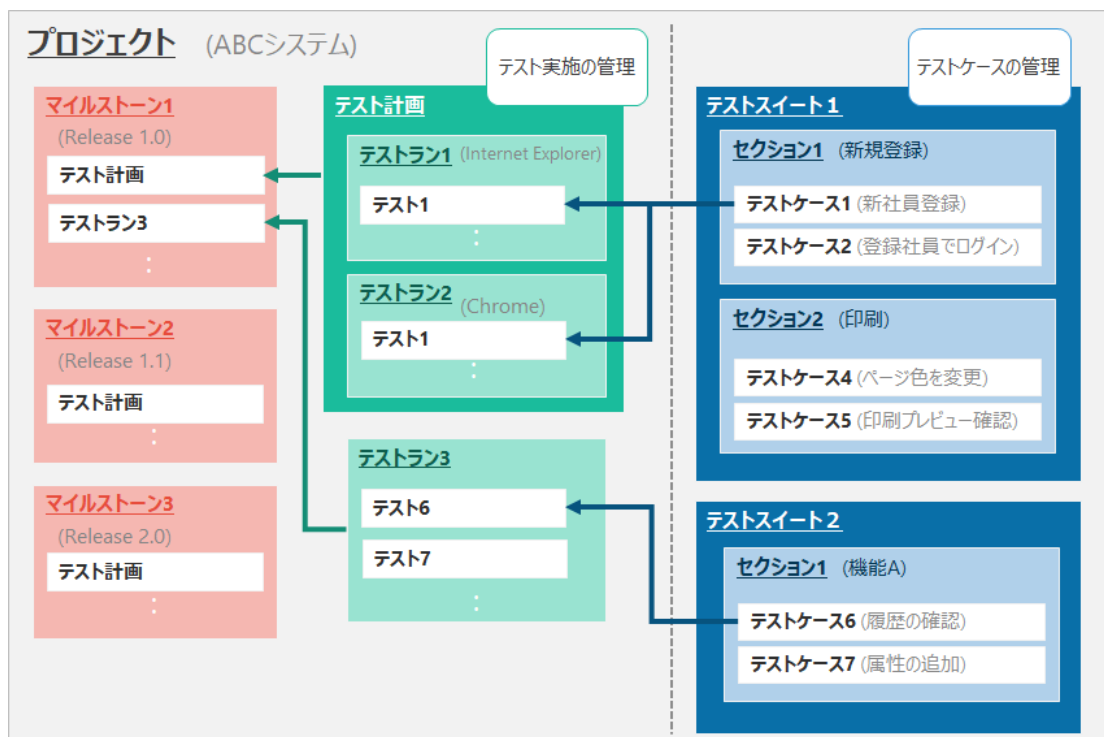 プロジェクト (ABCシステム)
テスト実施の管理
テストケースの管理
マイルストーン1
(Release 1.0)
テスト計画
テストラン3
マイルストーン2
(Release 1.1)
テスト計画
マイルストーン3
(Release 2.0)
テスト計画
テスト計画
テストラン1 (Internet Explorer)
テスト1
テストラン2 (Chrome)
テスト1
テストラン3
テスト6
テスト7
テストスイート１
セクション1 (新規登録)
テストケース1 (新社員登録)
テストケース2 (登録社員でログイン)
セクション2 (印刷)
テストケース4 (ページ色を変更)
テストケース5 (印刷プレビュー確認)
テストスイート２
セクション1 (機能A)
テストケース6 (履歴の確認)
テストケース7 (属性の追加)